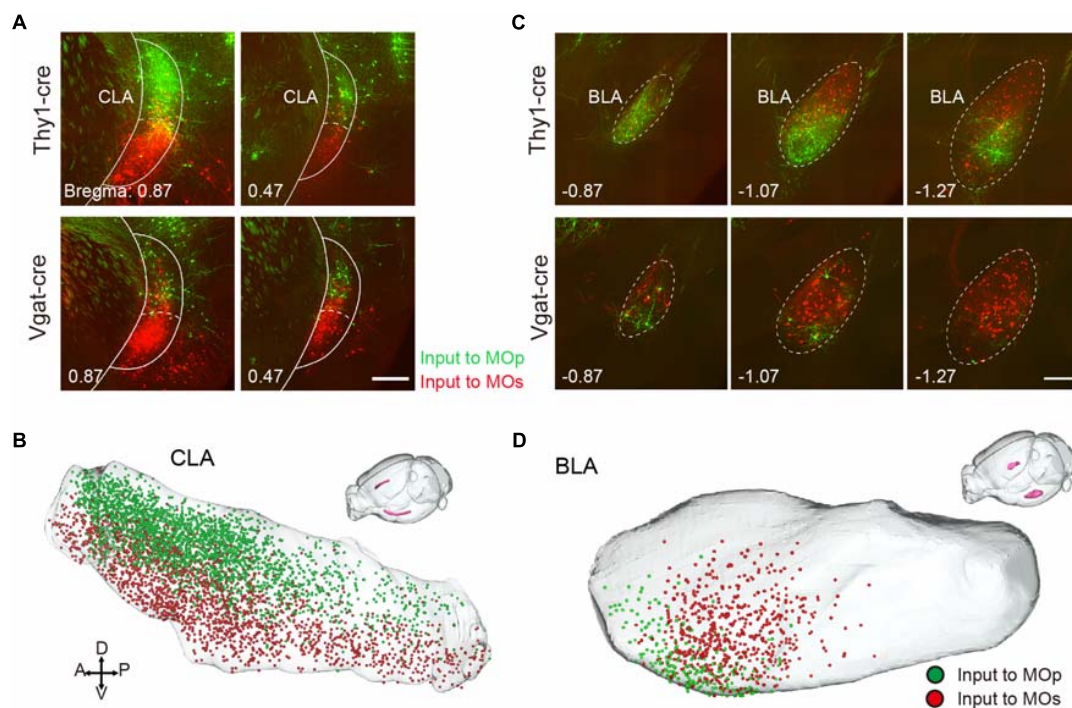 A
C
Thy1-cre
CLA
Bregma: 0.87
CLA
0.47
BLA
-0.87
BLA
-1.07
BLA
-1.27
Vgat-cre
0.87
0.47
Input to MOp
Input to MOs
Thy1-cre
Vgat-cre
-0.87
-1.07
-1.27
B
CLA
D
A
P
V
D
BLA
Input to MOp
Input to MOs